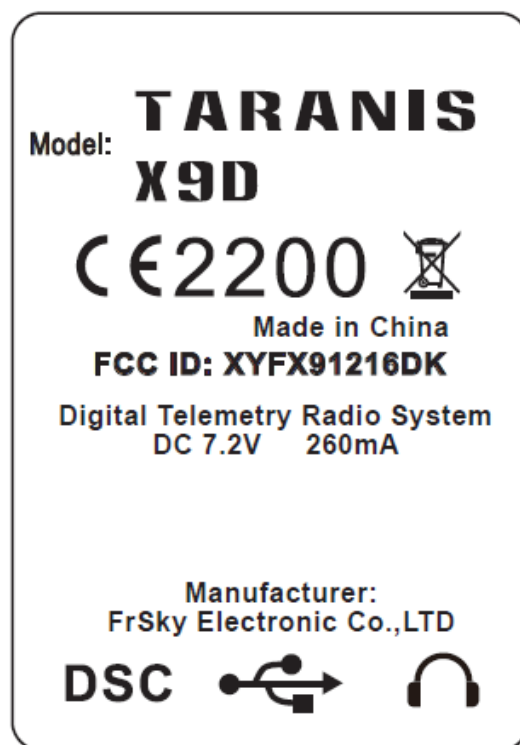 Model: TARANIS
X9D
CE2200
Made in China
FCC ID: XYFX91216DK
Digital Telemetry Radio System
DC 7.2V 260mA
Manufacturer:
FrSky Electronic Co.,LTD
DSC